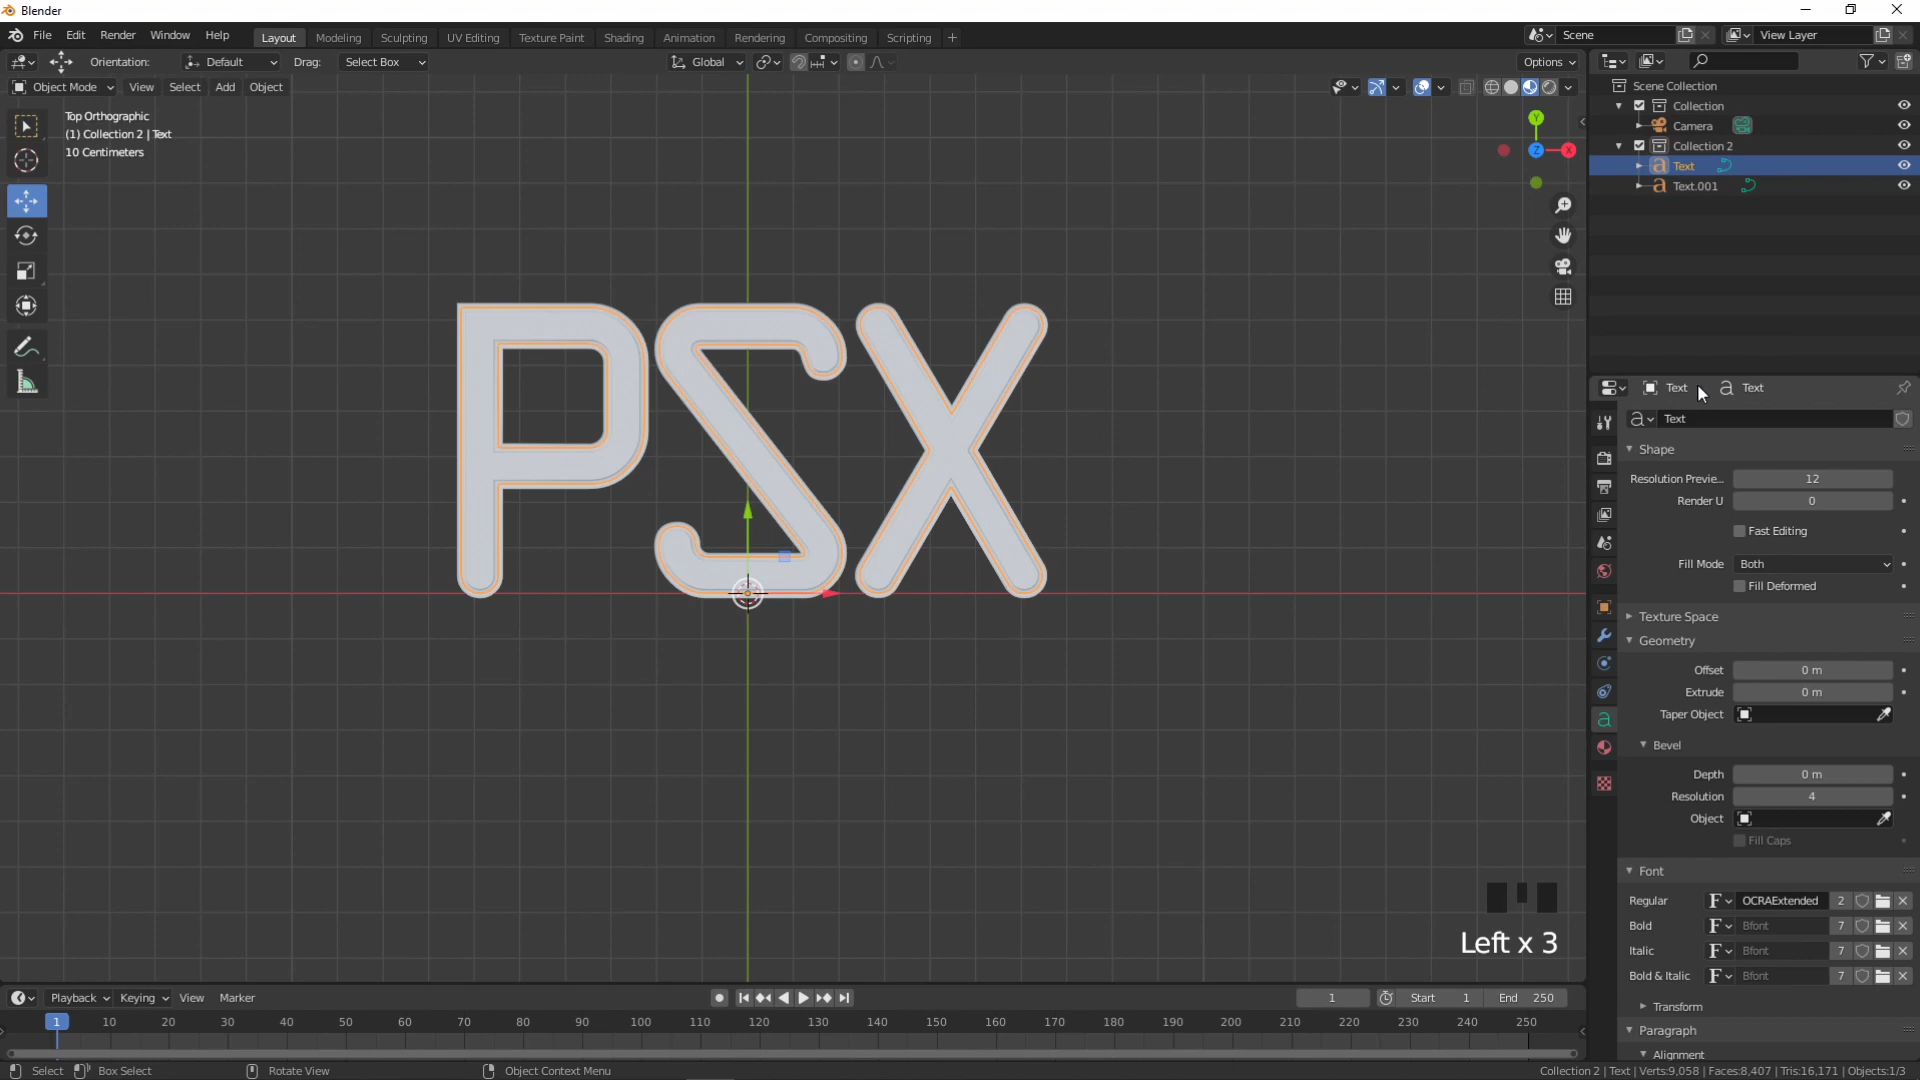 Blender
File Edit Render Window Help Layout Modeling Sculpting UV Editing Texture Paint Shading Animation Rendering Compositing Scripting + Scene View Layer
Orientation: Default Drag: Select Box Global Options
Object Mode View Select Add Object
Top Orthographic
(1) Collection 2 | Text
10 Centimeters
Y
Z
X
PSX
Scene Collection
Collection
Camera
Collection 2
Text
Text.001
Text Text
Text
Shape
Resolution Previe... 12
Render U 0
Fast Editing
Fill Mode Both
Fill Deformed
Texture Space
Geometry
Offset 0 m
Extrude 0 m
Taper Object
Bevel
Depth 0 m
Resolution 4
Object
Fill Caps
Font
Regular F OCRAExtended 2
Bold F Bfont 7
Italic F Bfont 7
Bold & Italic F Bfont 7
Transform
Paragraph
Alignment
Left x 3
Playback Keying View Marker 1 Start 1 End 250
1 10 20 30 40 50 60 70 80 90 100 110 120 130 140 150 160 170 180 190 200 210 220 230 240 250
Select Box Select Rotate View Object Context Menu Collection 2 | Text | Verts:9,058 | Faces:8,407 | Tris:16,171 | Objects:1/3